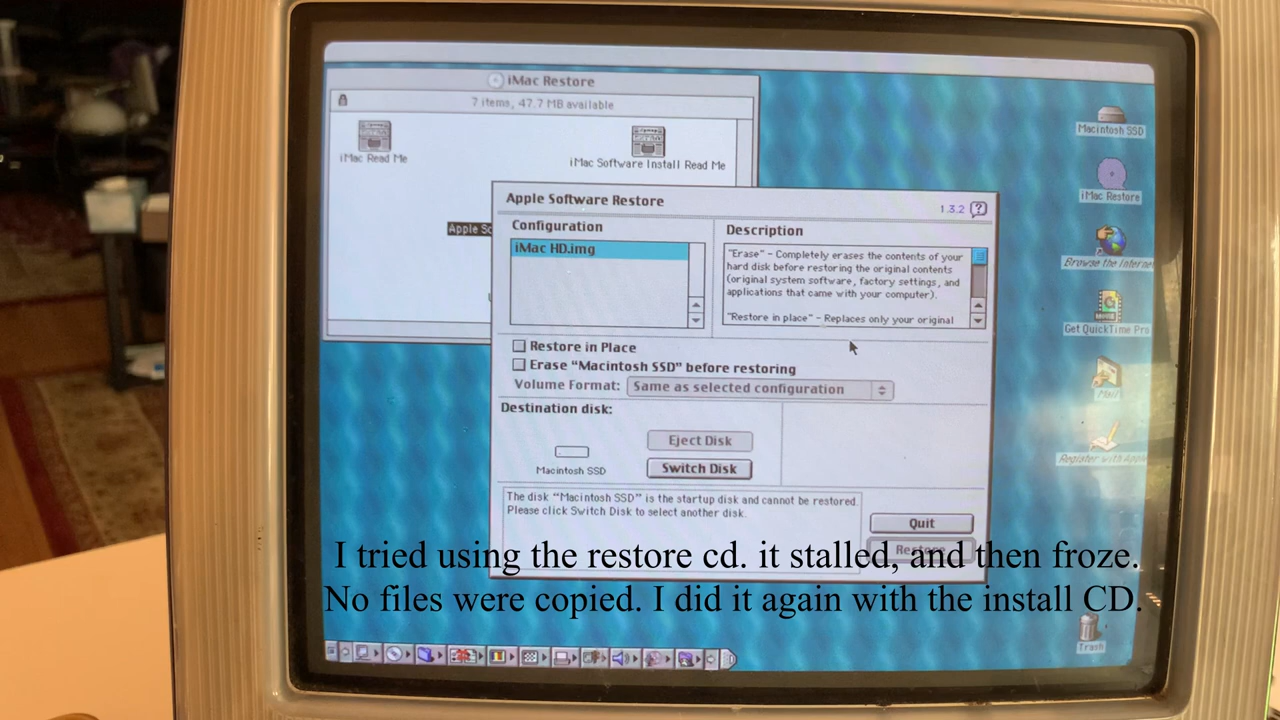 iMac Restore
7 items, 47.7 MB available
iMac Read Me
iMac Software Install Read Me
Apple So
Apple Software Restore
1.3.2 ?
Configuration
iMac HD.img
Description
"Erase" - Completely erases the contents of your
hard disk before restoring the original contents
(original system software, factory settings, and
applications that came with your computer).
"Restore in place" - Replaces only your original
Restore in Place
Erase “Macintosh SSD” before restoring
Volume Format: Same as selected configuration
Destination disk:
Macintosh SSD
Eject Disk
Switch Disk
The disk “Macintosh SSD” is the startup disk and cannot be restored.
Please click Switch Disk to select another disk.
Quit
Restore
Macintosh SSD
iMac Restore
Browse the Interne
Get QuickTime Pro
Mail
Register with Apple
Trash
I tried using the restore cd. it stalled, and then froze.
No files were copied. I did it again with the install CD.